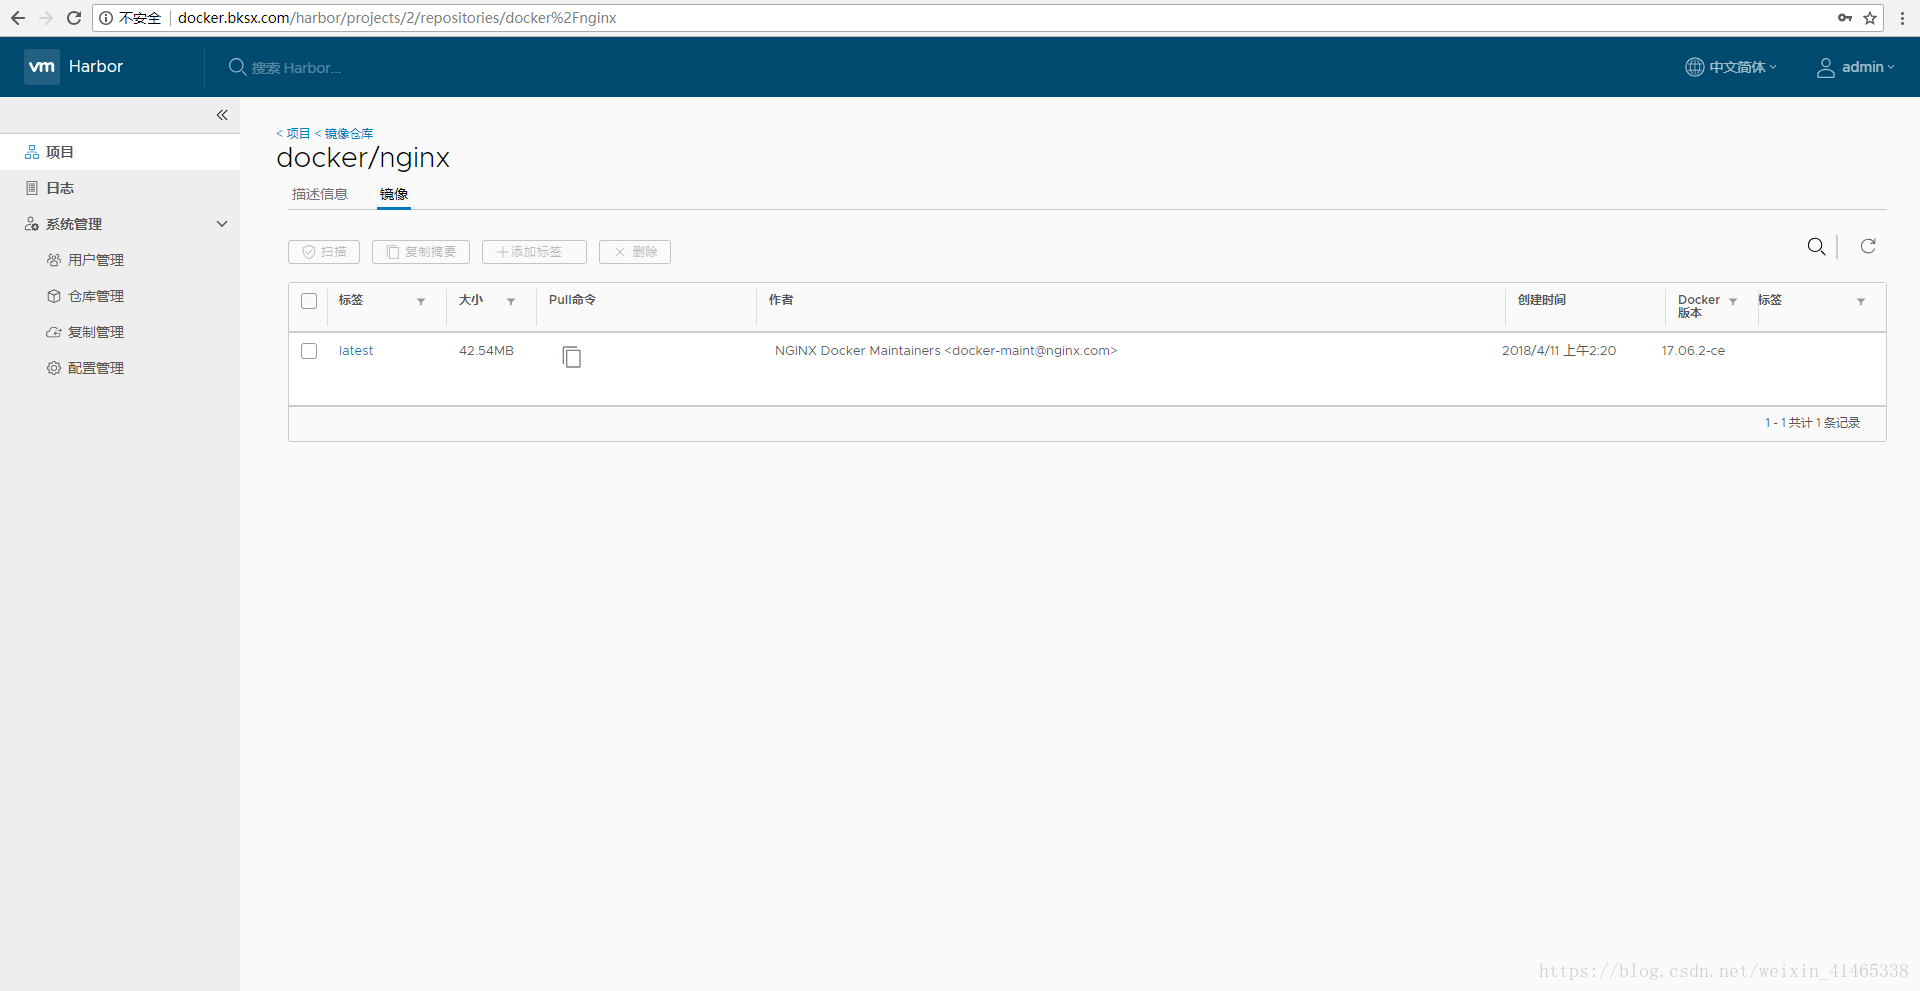 不安全 docker.bksx.com/harbor/projects/2/repositories/docker%2Fnginx
vm Harbor 搜索 Harbor... 中文简体 admin
项目
日志
系统管理
用户管理
仓库管理
复制管理
配置管理
< 项目 < 镜像仓库
docker/nginx
描述信息 镜像
扫描 复制摘要 +添加标签 × 删除
标签 大小 Pull命令 作者 创建时间 Docker 版本 标签
latest 42.54MB NGINX Docker Maintainers <docker-maint@nginx.com> 2018/4/11 上午2:20 17.06.2-ce
1 - 1 共计 1 条记录
https://blog.csdn.net/weixin_41465338